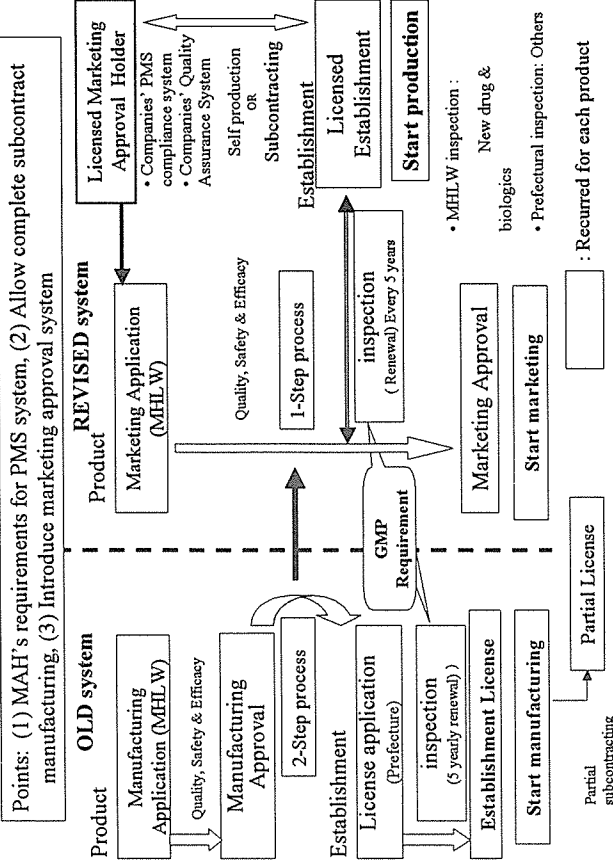 Points: (1) MAH's requirements for PMS system, (2) Allow complete subcontract
manufacturing, (3) Introduce marketing approval system
OLD system
Product
Manufacturing
Application (MHLW)
Quality, Safety & Efficacy
Manufacturing
Approval
2-Step process
Establishment
License application
(Prefecture)
inspection
(5 yearly renewal) )
Establishment License
Start manufacturing
Partial
subcontracting
Partial License
GMP
Requirement
REVISED system
Product
Marketing Application
(MHLW)
Quality, Safety & Efficacy
1-Step process
inspection
( Renewal) Every 5 years
Marketing Approval
Start marketing
Licensed Marketing
Approval Holder
• Companies' PMS
compliance system
• Companies' Quality
Assurance System
Self production
OR
Subcontracting
Establishment
Licensed
Establishment
Start production
• MHLW inspection :
New drug &
biologics
• Prefectural inspection: Others
: Recurred for each product